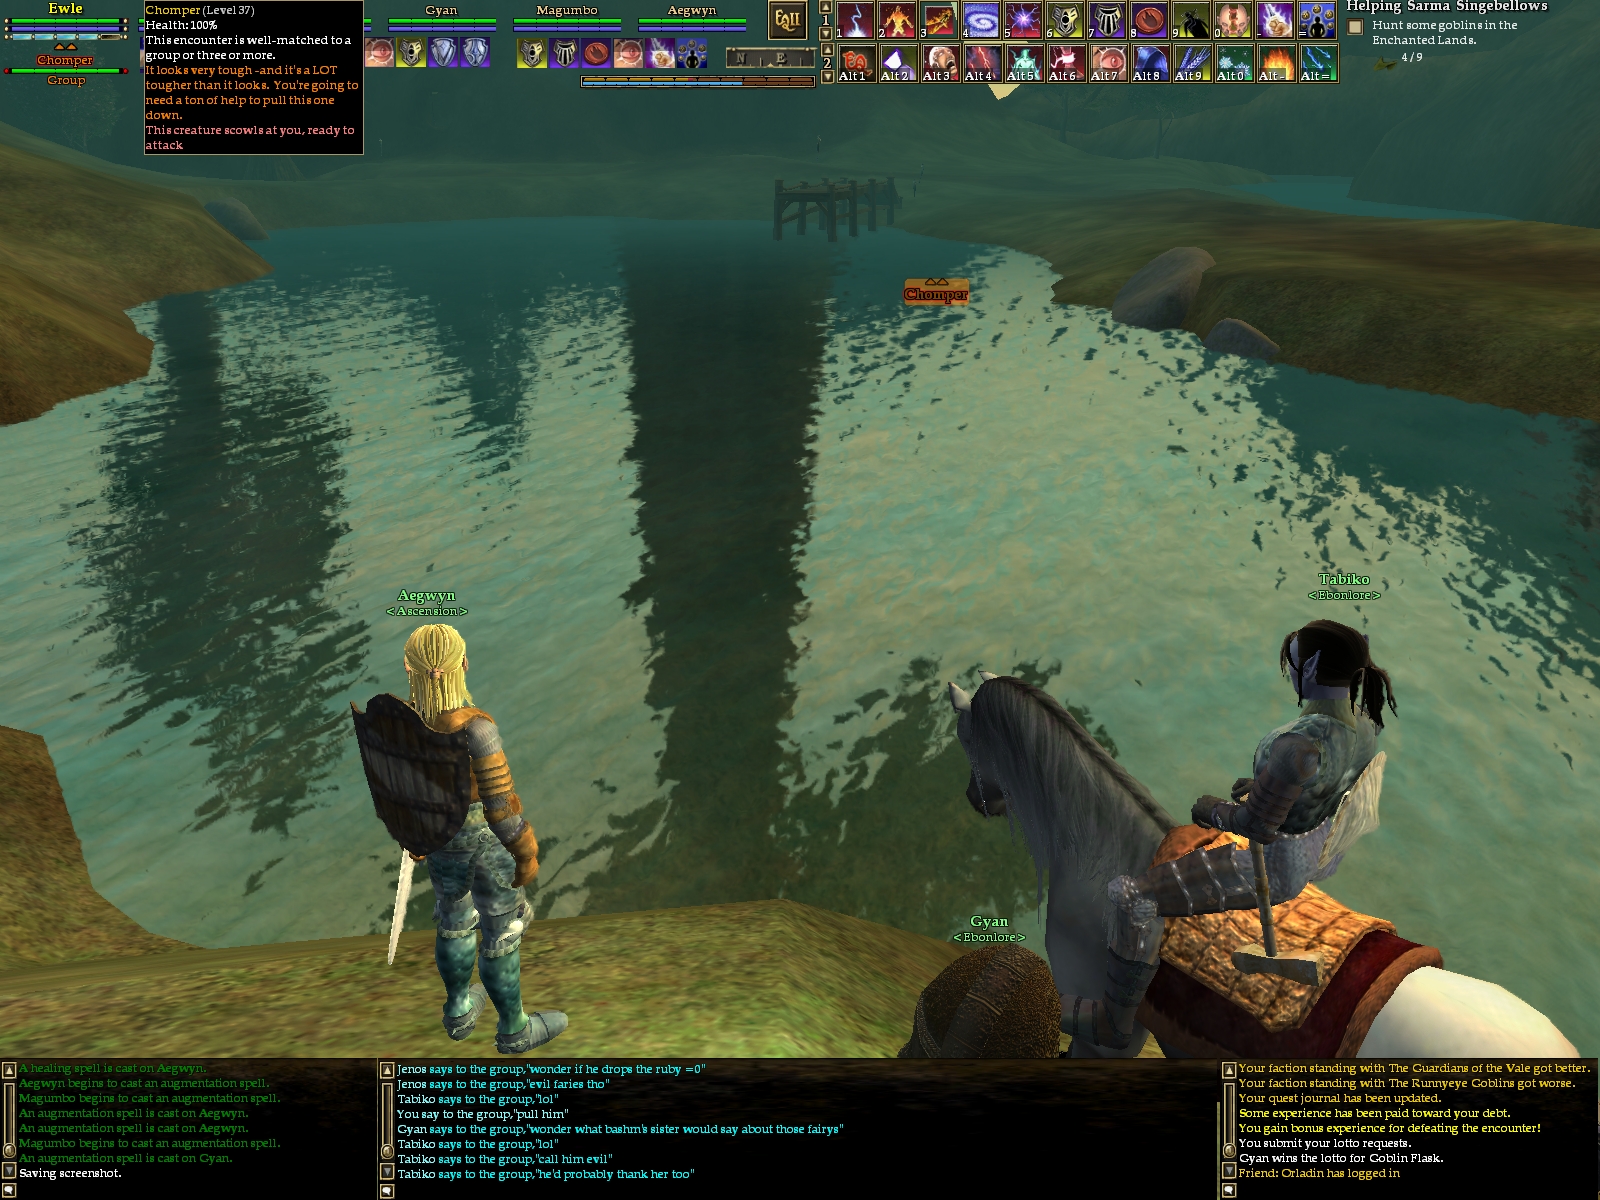 Ewle
Chomper
Group
Chomper (Level 37)
Health: 100%
This encounter is well-matched to a
group or three or more.
It looks very tough -and it's a LOT
tougher than it looks. You're going to
need a ton of help to pull this one
down.
This creature scowls at you, ready to
attack
Gyan
Magumbo
Aegwyn
N E
EQII
1
1 2 3 4 5 6 7 8 9 0 - =
2
Alt1 Alt2 Alt3 Alt4 Alt5 Alt6 Alt7 Alt8 Alt9 Alt0 Alt- Alt=
Helping Sarma Singebellows
Hunt some goblins in the
Enchanted Lands.
4/9
Chomper
Aegwyn
<Ascension>
Tabiko
<Ebonlore>
Gyan
<Ebonlore>
A healing spell is cast on Aegwyn.
Aegwyn begins to cast an augmentation spell.
Magumbo begins to cast an augmentation spell.
An augmentation spell is cast on Aegwyn.
An augmentation spell is cast on Aegwyn.
Magumbo begins to cast an augmentation spell.
An augmentation spell is cast on Gyan.
Saving screenshot.
Jenos says to the group,"wonder if he drops the ruby =0"
Jenos says to the group,"evil faries tho"
Tabiko says to the group,"lol"
You say to the group,"pull him"
Gyan says to the group,"wonder what bashm's sister would say about those fairys"
Tabiko says to the group,"lol"
Tabiko says to the group,"call him evil"
Tabiko says to the group,"he'd probably thank her too"
Your faction standing with The Guardians of the Vale got better.
Your faction standing with The Runnyeye Goblins got worse.
Your quest journal has been updated.
Some experience has been paid toward your debt.
You gain bonus experience for defeating the encounter!
You submit your lotto requests.
Gyan wins the lotto for Goblin Flask.
Friend: Orladin has logged in